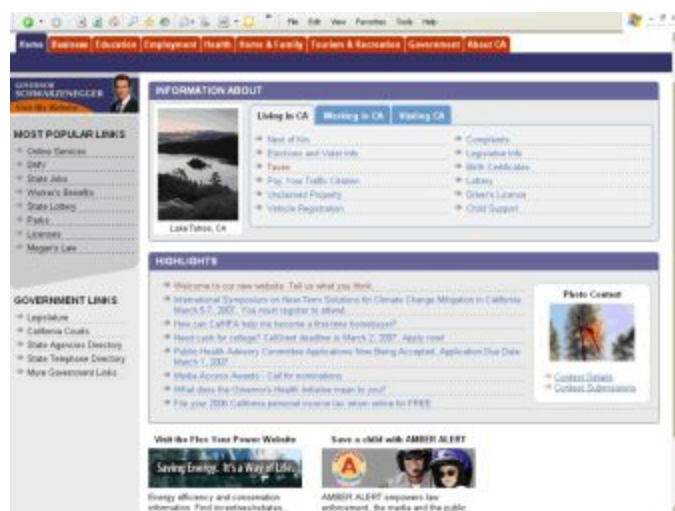 File Edit View Favorites Tools Help
Home Business Education Employment Health Home & Family Tourism & Recreation Government About CA
GOVERNOR
SCHWARZENEGGER
Visit His Website
INFORMATION ABOUT
Living In CA Working in CA Visiting CA
Next of Kin
Elections and Voter Info
Taxes
Pay Your Traffic Citation
Unclaimed Property
Vehicle Registration
Complaints
Legislative Info
Birth Certificates
Lottery
Driver's License
Child Support
Lake Tahoe, CA
MOST POPULAR LINKS
Online Services
DMV
State Jobs
Women's Benefits
State Lottery
Parks
Licenses
Megan's Law
GOVERNMENT LINKS
Legislature
California Courts
State Agencies Directory
State Telephone Directory
More Government Links
HIGHLIGHTS
Welcome to our new website. Tell us what you think.
International Symposium on Near-Term Solutions for Climate Change Mitigation in California
March 5-7, 2007. You must register to attend.
How can CalHFA help me become a first-time homebuyer?
Need cash for college? CalGrant deadline is March 2, 2007. Apply now!
Public Health Advisory Committee Applications Now Being Accepted, Application Due Date
March 1, 2007
Media Access Awards - Call for nominations
What does the Governor's Health Initiative mean to you?
File your 2006 California personal income tax return online for FREE
Photo Contest
Contest Details
Contest Submissions
Visit the Flex Your Power Website
Saving Energy. It's a Way of Life.
Energy efficiency and conservation
information. Find incentives/rebates,
Save a child with AMBER ALERT
AMBER ALERT empowers law
enforcement, the media and the public